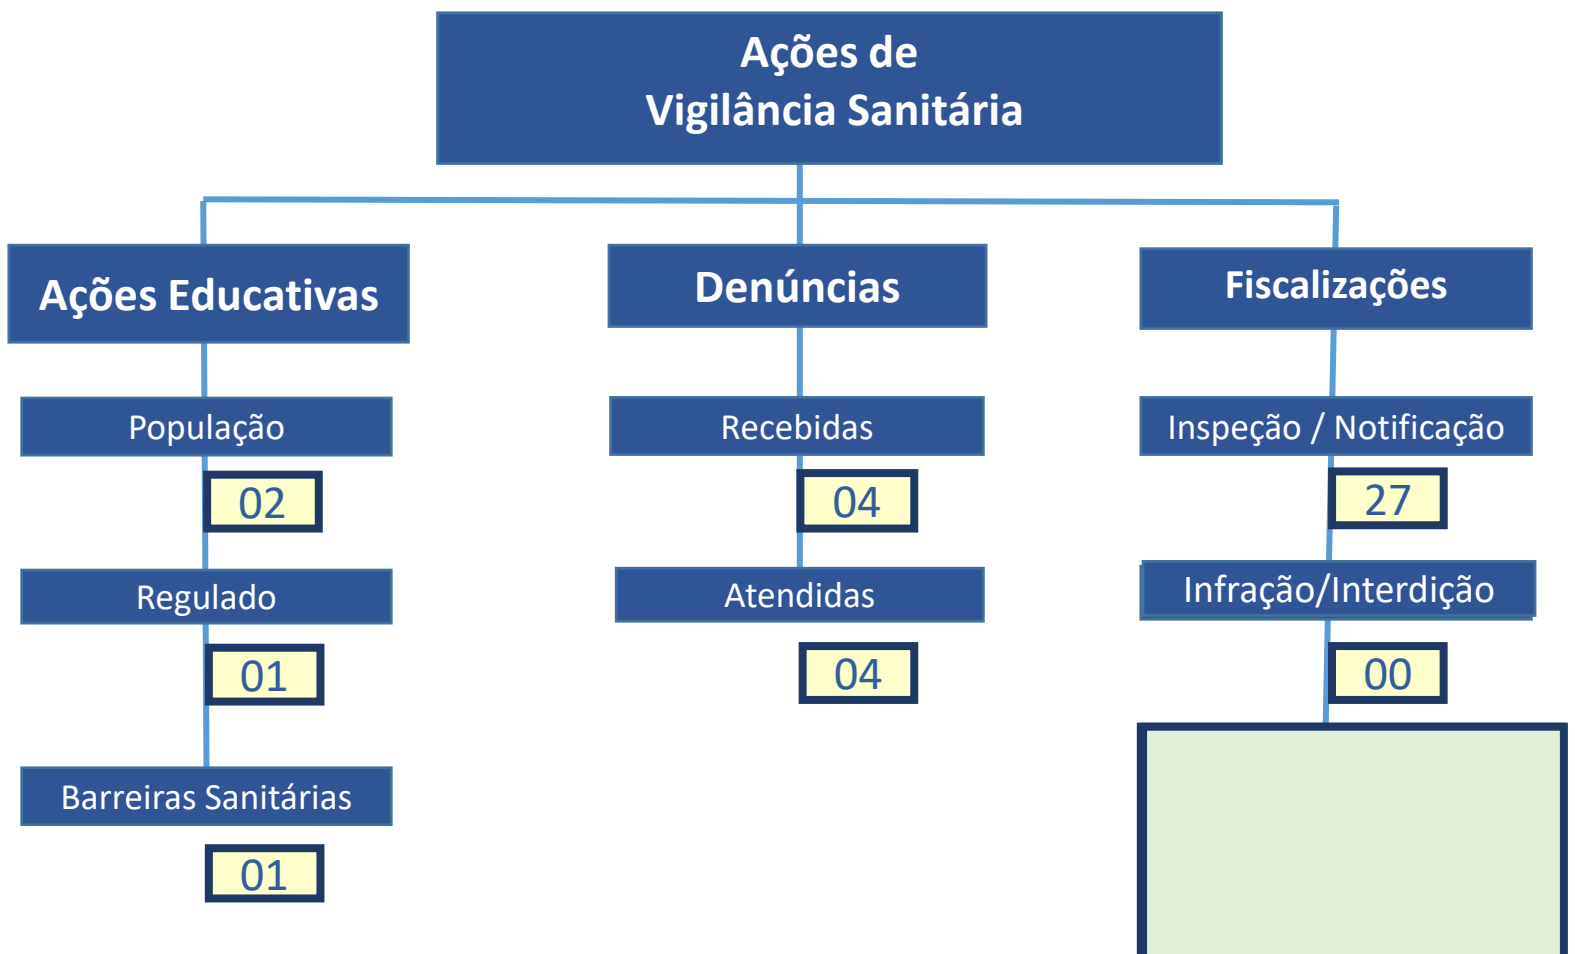 Ações de
Vigilância Sanitária
Ações Educativas
População
02
Regulado
01
Barreiras Sanitárias
01
Denúncias
Recebidas
04
Atendidas
04
Fiscalizações
Inspeção / Notificação
27
Infração/Interdição
00